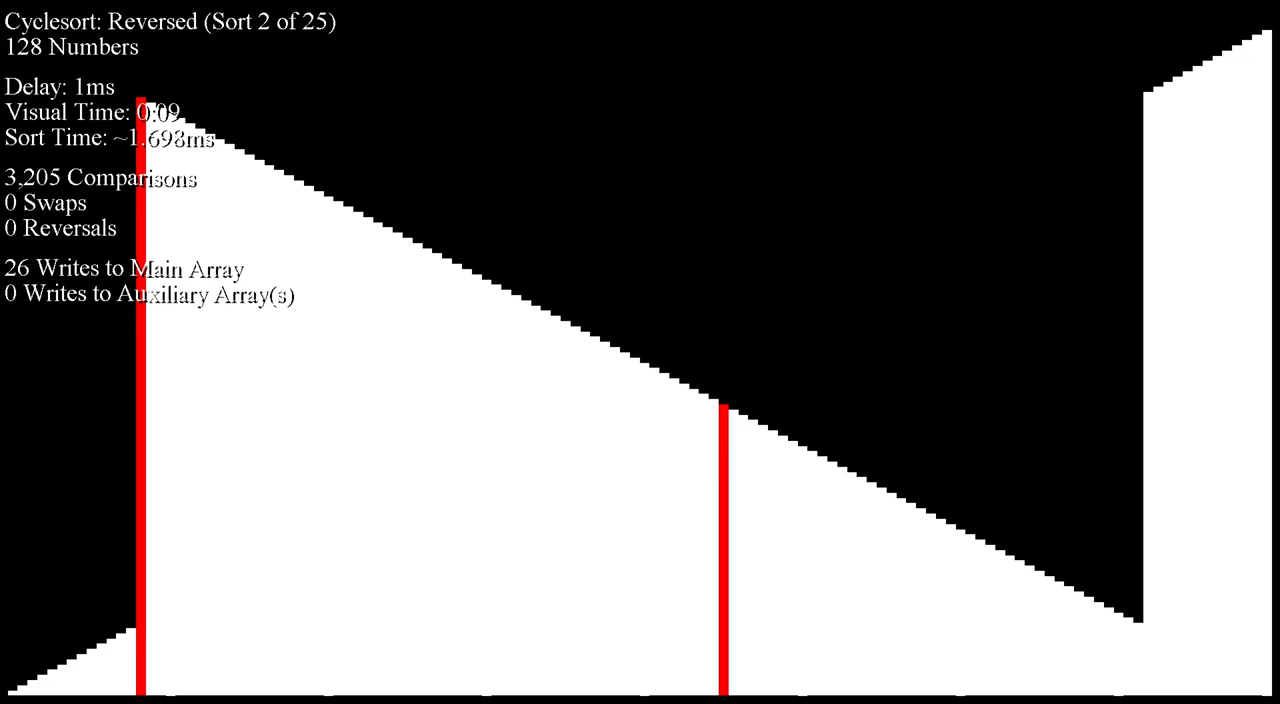 Cyclesort: Reversed (Sort 2 of 25)
128 Numbers
Delay: 1ms
Visual Time: 0:09
Sort Time: ~1.698ms
3,205 Comparisons
0 Swaps
0 Reversals
26 Writes to Main Array
0 Writes to Auxiliary Array(s)